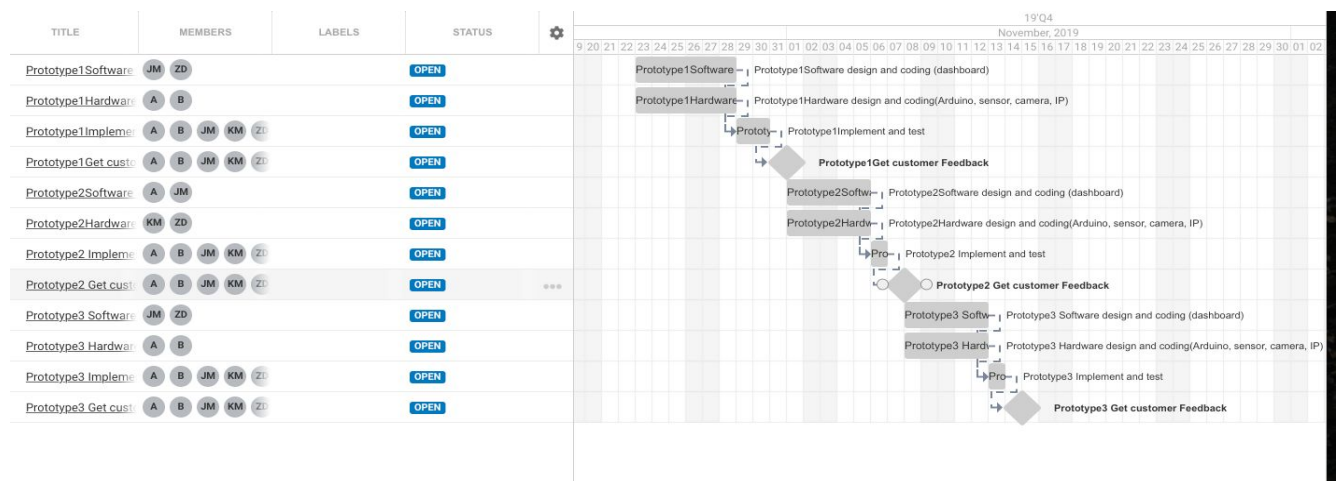 19'Q4
TITLE MEMBERS LABELS STATUS November, 2019
9 20 21 22 23 24 25 26 27 28 29 30 31 01 02 03 04 05 06 07 08 09 10 11 12 13 14 15 16 17 18 19 20 21 22 23 24 25 26 27 28 29 30 01 02
Prototype1Software JM ZD OPEN Prototype1Software Prototype1Software design and coding (dashboard)
Prototype1Hardware A B OPEN Prototype1Hardware Prototype1Hardware design and coding(Arduino, sensor, camera, IP)
Prototype1Implemen A B JM KM ZD OPEN Prototy Prototype1Implement and test
Prototype1Get custo A B JM KM ZD OPEN Prototype1Get customer Feedback
Prototype2Software A JM OPEN Prototype2Softw Prototype2Software design and coding (dashboard)
Prototype2Hardware KM ZD OPEN Prototype2Hardw Prototype2Hardware design and coding(Arduino, sensor, camera, IP)
Prototype2 Impleme A B JM KM ZD OPEN Pro Prototype2 Implement and test
Prototype2 Get cust A B JM KM ZD OPEN Prototype2 Get customer Feedback
Prototype3 Software JM ZD OPEN Prototype3 Softw Prototype3 Software design and coding (dashboard)
Prototype3 Hardwar A B OPEN Prototype3 Hard Prototype3 Hardware design and coding(Arduino, sensor, camera, IP)
Prototype3 Impleme A B JM KM ZD OPEN Pro Prototype3 Implement and test
Prototype3 Get cust A B JM KM ZD OPEN Prototype3 Get customer Feedback